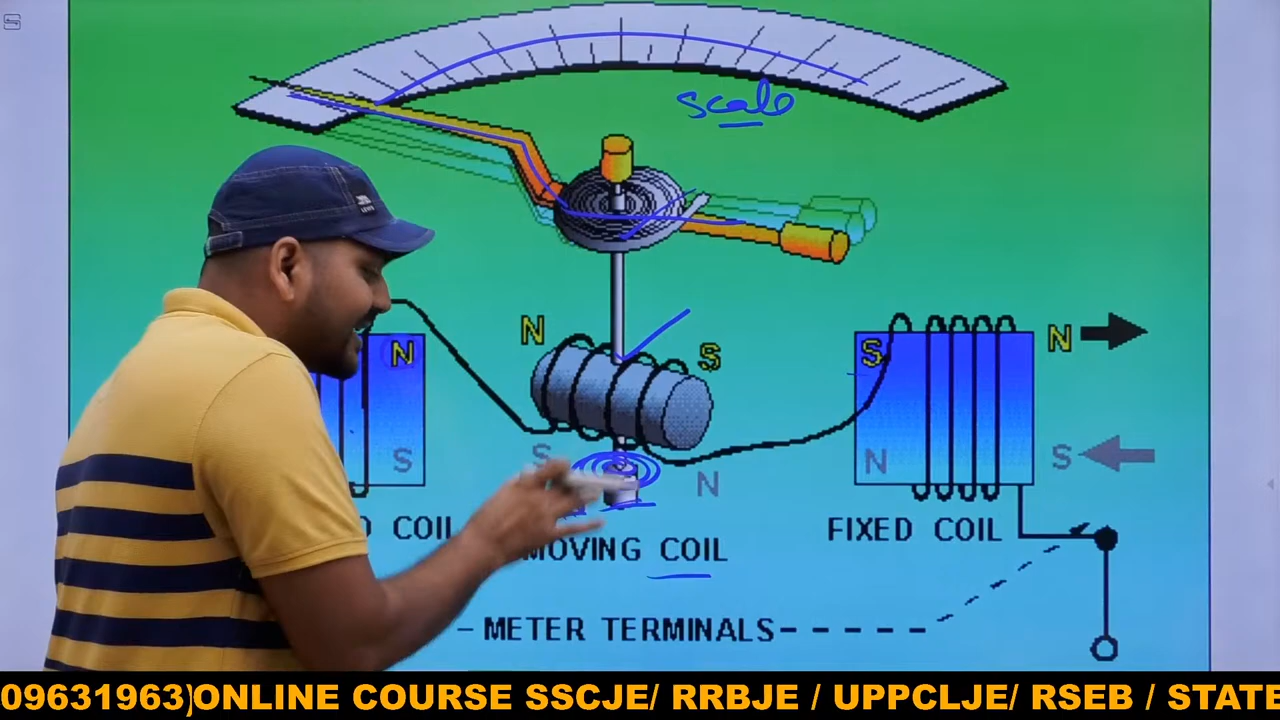 scale
N
S
N
S
N
S
N
S
N
S
COIL
MOVING COIL
FIXED COIL
METER TERMINALS
09631963)ONLINE COURSE SSCJE/ RRBJE / UPPCLJE/ RSEB / STATE